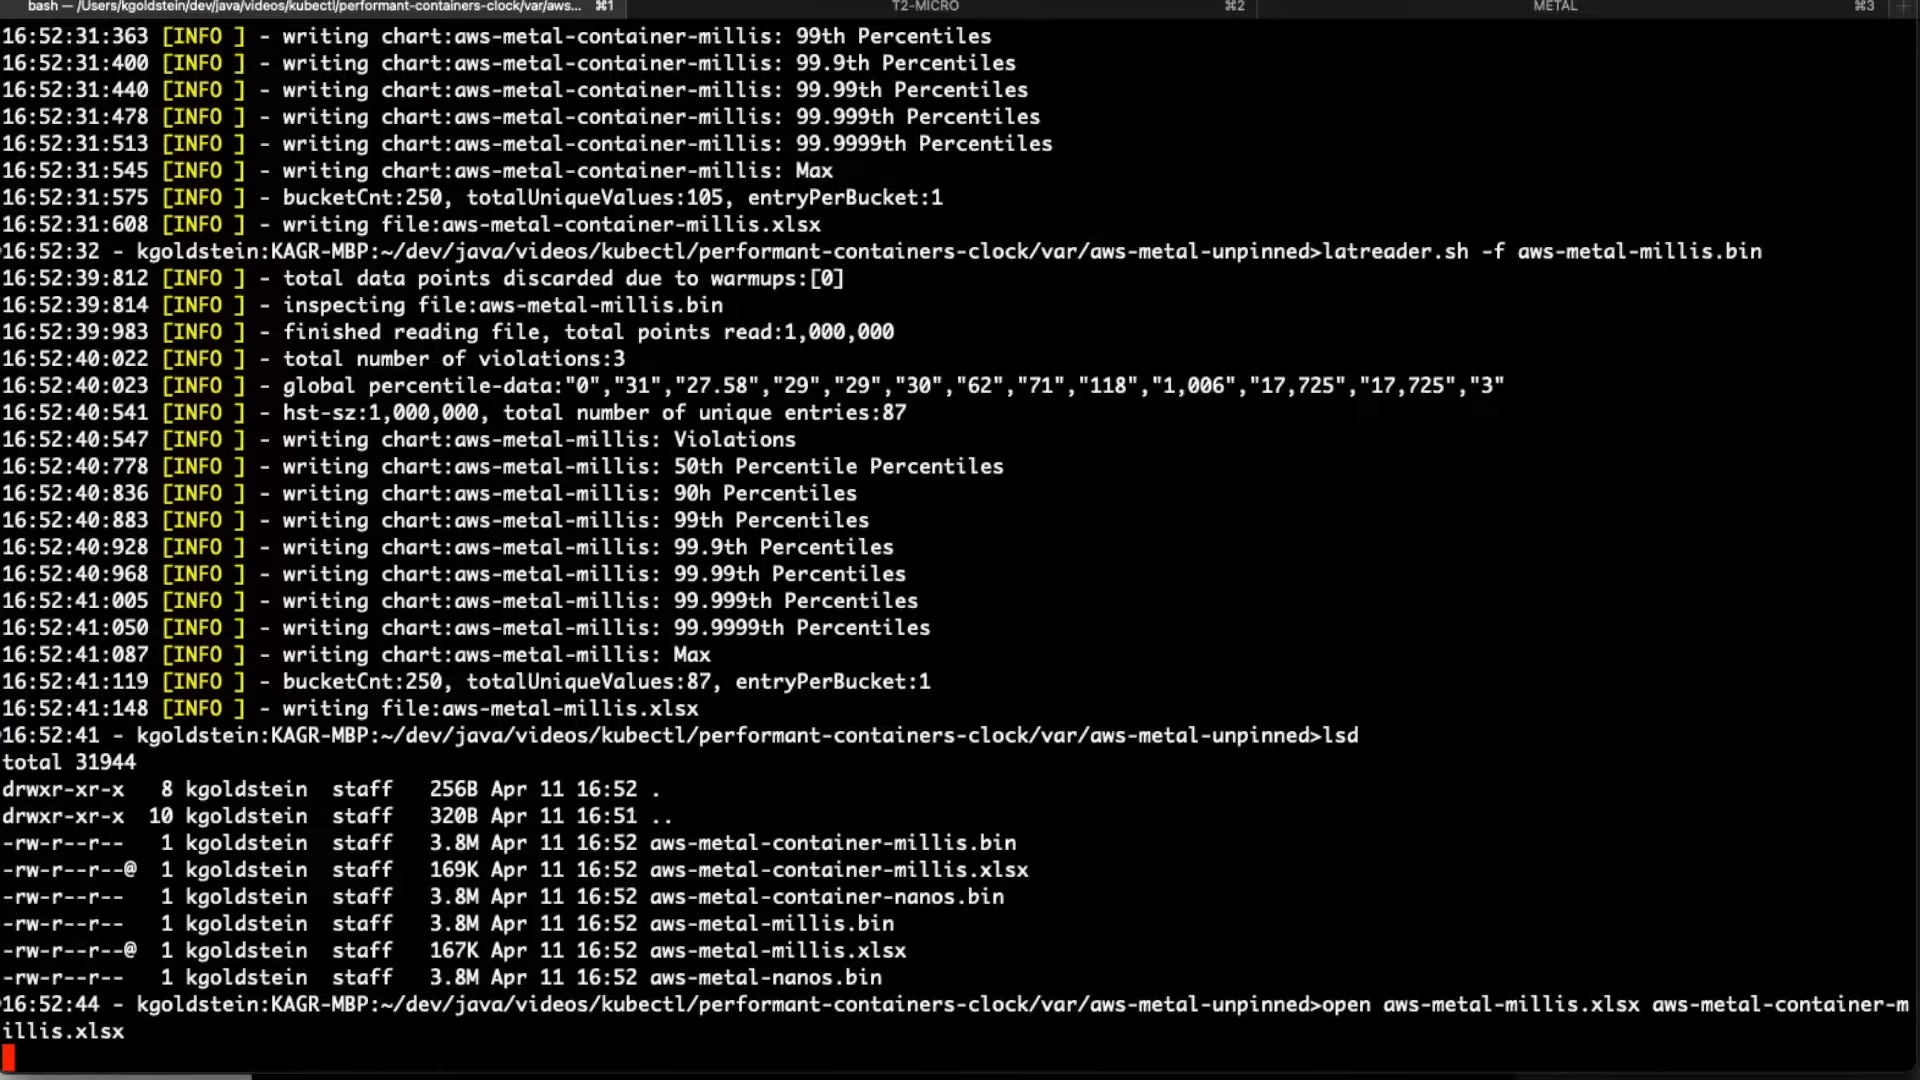 bash — /Users/kgoldstein/dev/java/videos/kubectl/performant-containers-clock/var/aws... ⌘1 T2-MICRO ⌘2 METAL ⌘3
16:52:31:363 [INFO ] - writing chart:aws-metal-container-millis: 99th Percentiles
16:52:31:400 [INFO ] - writing chart:aws-metal-container-millis: 99.9th Percentiles
16:52:31:440 [INFO ] - writing chart:aws-metal-container-millis: 99.99th Percentiles
16:52:31:478 [INFO ] - writing chart:aws-metal-container-millis: 99.999th Percentiles
16:52:31:513 [INFO ] - writing chart:aws-metal-container-millis: 99.9999th Percentiles
16:52:31:545 [INFO ] - writing chart:aws-metal-container-millis: Max
16:52:31:575 [INFO ] - bucketCnt:250, totalUniqueValues:105, entryPerBucket:1
16:52:31:608 [INFO ] - writing file:aws-metal-container-millis.xlsx
16:52:32 - kgoldstein:KAGR-MBP:~/dev/java/videos/kubectl/performant-containers-clock/var/aws-metal-unpinned>latreader.sh -f aws-metal-millis.bin
16:52:39:812 [INFO ] - total data points discarded due to warmups:[0]
16:52:39:814 [INFO ] - inspecting file:aws-metal-millis.bin
16:52:39:983 [INFO ] - finished reading file, total points read:1,000,000
16:52:40:022 [INFO ] - total number of violations:3
16:52:40:023 [INFO ] - global percentile-data:"0","31","27.58","29","29","30","62","71","118","1,006","17,725","17,725","3"
16:52:40:541 [INFO ] - hst-sz:1,000,000, total number of unique entries:87
16:52:40:547 [INFO ] - writing chart:aws-metal-millis: Violations
16:52:40:778 [INFO ] - writing chart:aws-metal-millis: 50th Percentile Percentiles
16:52:40:836 [INFO ] - writing chart:aws-metal-millis: 90h Percentiles
16:52:40:883 [INFO ] - writing chart:aws-metal-millis: 99th Percentiles
16:52:40:928 [INFO ] - writing chart:aws-metal-millis: 99.9th Percentiles
16:52:40:968 [INFO ] - writing chart:aws-metal-millis: 99.99th Percentiles
16:52:41:005 [INFO ] - writing chart:aws-metal-millis: 99.999th Percentiles
16:52:41:050 [INFO ] - writing chart:aws-metal-millis: 99.9999th Percentiles
16:52:41:087 [INFO ] - writing chart:aws-metal-millis: Max
16:52:41:119 [INFO ] - bucketCnt:250, totalUniqueValues:87, entryPerBucket:1
16:52:41:148 [INFO ] - writing file:aws-metal-millis.xlsx
16:52:41 - kgoldstein:KAGR-MBP:~/dev/java/videos/kubectl/performant-containers-clock/var/aws-metal-unpinned>lsd
total 31944
drwxr-xr-x 8 kgoldstein staff 256B Apr 11 16:52 .
drwxr-xr-x 10 kgoldstein staff 320B Apr 11 16:51 ..
-rw-r--r-- 1 kgoldstein staff 3.8M Apr 11 16:52 aws-metal-container-millis.bin
-rw-r--r--@ 1 kgoldstein staff 169K Apr 11 16:52 aws-metal-container-millis.xlsx
-rw-r--r-- 1 kgoldstein staff 3.8M Apr 11 16:52 aws-metal-container-nanos.bin
-rw-r--r-- 1 kgoldstein staff 3.8M Apr 11 16:52 aws-metal-millis.bin
-rw-r--r--@ 1 kgoldstein staff 167K Apr 11 16:52 aws-metal-millis.xlsx
-rw-r--r-- 1 kgoldstein staff 3.8M Apr 11 16:52 aws-metal-nanos.bin
16:52:44 - kgoldstein:KAGR-MBP:~/dev/java/videos/kubectl/performant-containers-clock/var/aws-metal-unpinned>open aws-metal-millis.xlsx aws-metal-container-m
illis.xlsx